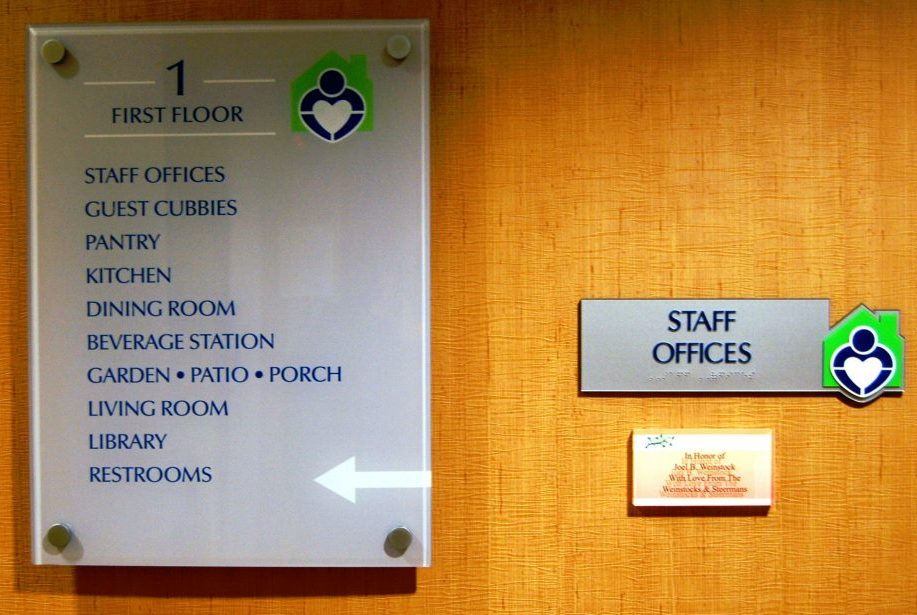 1
FIRST FLOOR
STAFF OFFICES
GUEST CUBBIES
PANTRY
KITCHEN
DINING ROOM
BEVERAGE STATION
GARDEN • PATIO • PORCH
LIVING ROOM
LIBRARY
RESTROOMS
STAFF
OFFICES
In Honor of
Joel B. Weinstock
With Love From The
Weinstocks & Steermans